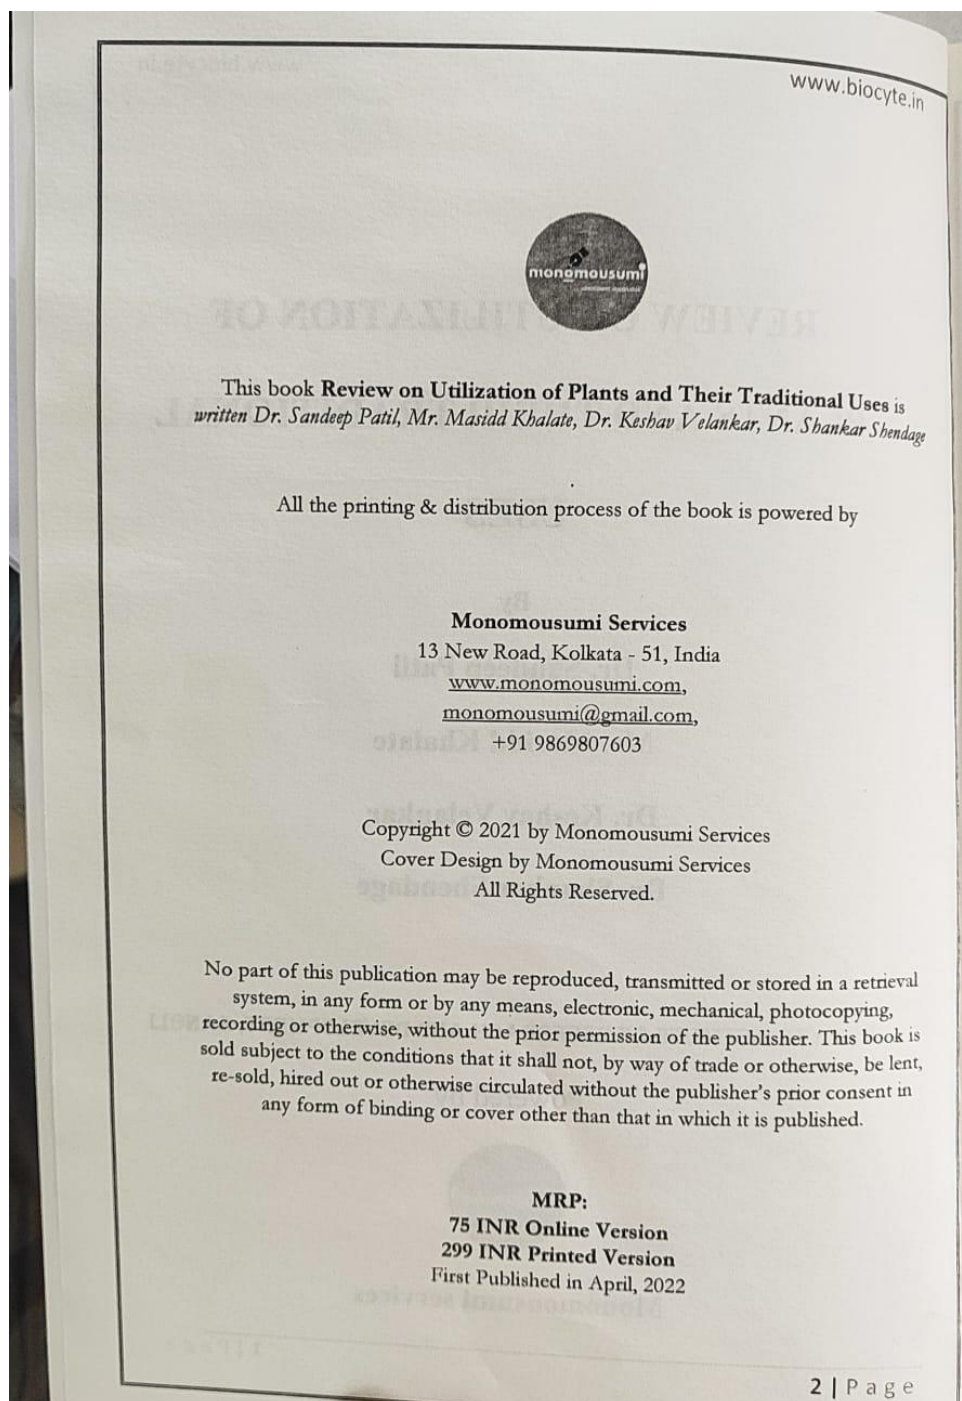 www.biocyte.in
monomousumi
This book Review on Utilization of Plants and Their Traditional Uses is
written Dr. Sandeep Patil, Mr. Masidd Khalate, Dr. Keshav Velankar, Dr. Shankar Shendage
All the printing & distribution process of the book is powered by
Monomousumi Services
13 New Road, Kolkata - 51, India
www.monomousumi.com,
monomousumi@gmail.com,
+91 9869807603
Copyright © 2021 by Monomousumi Services
Cover Design by Monomousumi Services
All Rights Reserved.
No part of this publication may be reproduced, transmitted or stored in a retrieval
system, in any form or by any means, electronic, mechanical, photocopying,
recording or otherwise, without the prior permission of the publisher. This book is
sold subject to the conditions that it shall not, by way of trade or otherwise, be lent,
re-sold, hired out or otherwise circulated without the publisher's prior consent in
any form of binding or cover other than that in which it is published.
MRP:
75 INR Online Version
299 INR Printed Version
First Published in April, 2022
2 | Page